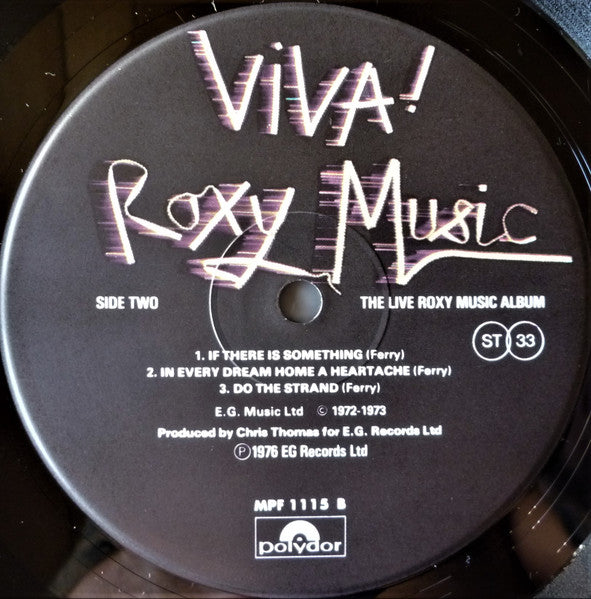 ViVA!
Roxy Music
SIDE TWO
THE LIVE ROXY MUSIC ALBUM
ST 33
1. IF THERE IS SOMETHING (Ferry)
2. IN EVERY DREAM HOME A HEARTACHE (Ferry)
3. DO THE STRAND (Ferry)
E.G. Music Ltd © 1972-1973
Produced by Chris Thomas for E.G. Records Ltd
Ⓟ1976 EG Records Ltd
MPF 1115 B
polydor